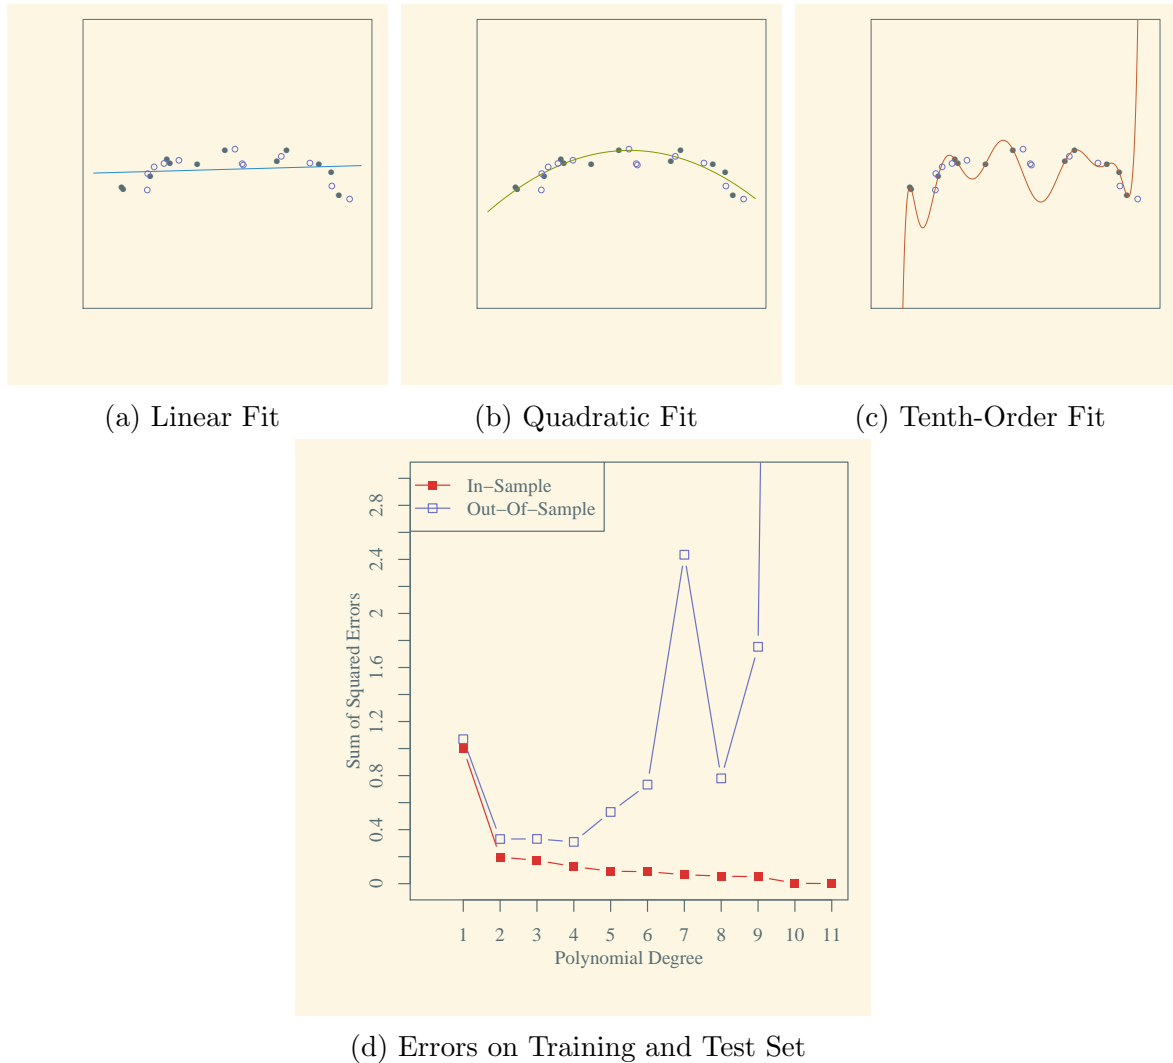 (a) Linear Fit
(b) Quadratic Fit
(c) Tenth-Order Fit
In−Sample
Out−Of−Sample
Sum of Squared Errors
0 0.4 0.8 1.2 1.6 2 2.4 2.8
1 2 3 4 5 6 7 8 9 10 11
Polynomial Degree
(d) Errors on Training and Test Set